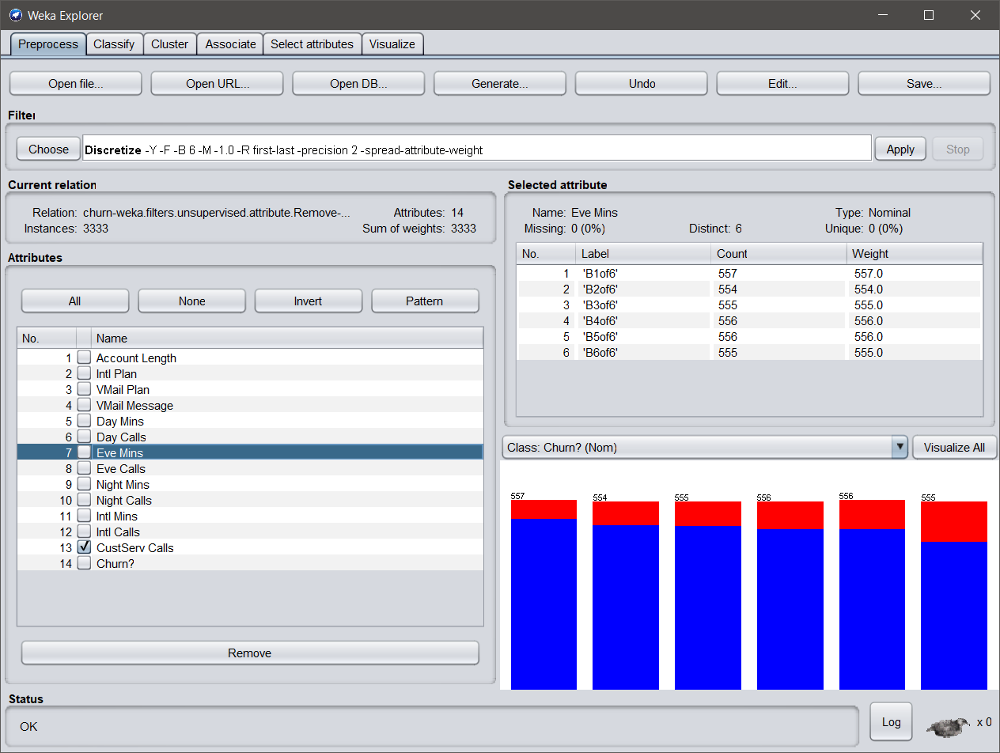 Weka Explorer
Preprocess Classify Cluster Associate Select attributes Visualize
Open file... Open URL... Open DB... Generate... Undo Edit... Save...
Filter
Choose Discretize -Y -F -B 6 -M -1.0 -R first-last -precision 2 -spread-attribute-weight Apply Stop
Current relation
Relation: churn-weka.filters.unsupervised.attribute.Remove-... Attributes: 14
Instances: 3333 Sum of weights: 3333
Attributes
All None Invert Pattern
No. Name
1 Account Length
2 Intl Plan
3 VMail Plan
4 VMail Message
5 Day Mins
6 Day Calls
7 Eve Mins
8 Eve Calls
9 Night Mins
10 Night Calls
11 Intl Mins
12 Intl Calls
13 CustServ Calls
14 Churn?
Remove
Selected attribute
Name: Eve Mins Type: Nominal
Missing: 0 (0%) Distinct: 6 Unique: 0 (0%)
No. Label Count Weight
1 'B1of6' 557 557.0
2 'B2of6' 554 554.0
3 'B3of6' 555 555.0
4 'B4of6' 556 556.0
5 'B5of6' 556 556.0
6 'B6of6' 555 555.0
Class: Churn? (Nom) Visualize All
557 554 555 556 556 555
Status
OK
Log x 0